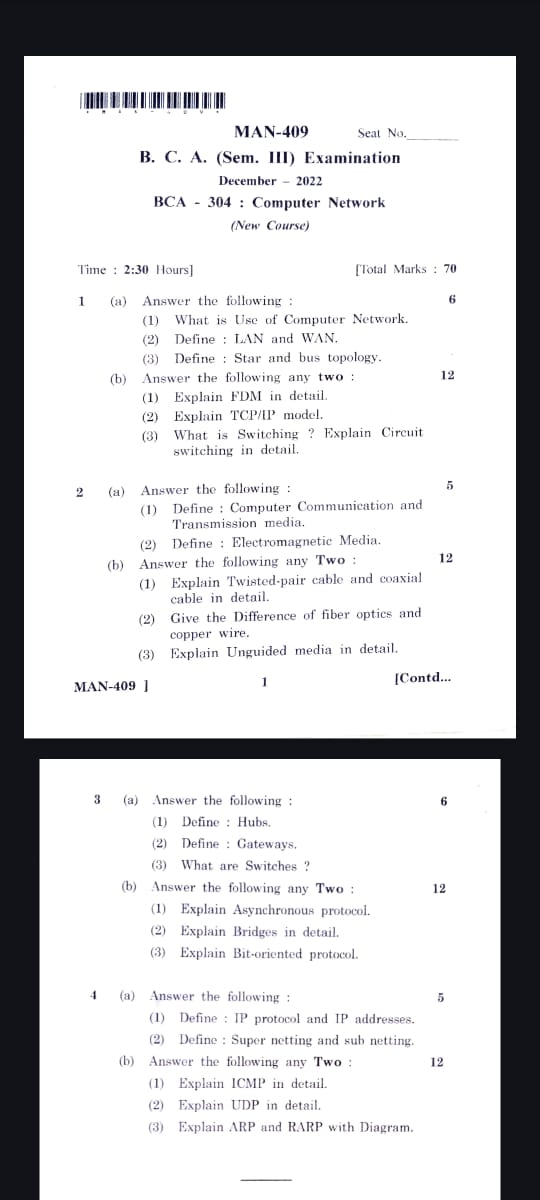 MAN-409 Seat No.______
B. C. A. (Sem. III) Examination
December – 2022
BCA - 304 : Computer Network
(New Course)
Time : 2:30 Hours] [Total Marks : 70
1 (a) Answer the following : 6
(1) What is Use of Computer Network.
(2) Define : LAN and WAN.
(3) Define : Star and bus topology.
(b) Answer the following any two : 12
(1) Explain FDM in detail.
(2) Explain TCP/IP model.
(3) What is Switching ? Explain Circuit
switching in detail.
2 (a) Answer the following : 5
(1) Define : Computer Communication and
Transmission media.
(2) Define : Electromagnetic Media.
(b) Answer the following any Two : 12
(1) Explain Twisted-pair cable and coaxial
cable in detail.
(2) Give the Difference of fiber optics and
copper wire.
(3) Explain Unguided media in detail.
MAN-409 ] 1 [Contd...
3 (a) Answer the following : 6
(1) Define : Hubs.
(2) Define : Gateways.
(3) What are Switches ?
(b) Answer the following any Two : 12
(1) Explain Asynchronous protocol.
(2) Explain Bridges in detail.
(3) Explain Bit-oriented protocol.
4 (a) Answer the following : 5
(1) Define : IP protocol and IP addresses.
(2) Define : Super netting and sub netting.
(b) Answer the following any Two : 12
(1) Explain ICMP in detail.
(2) Explain UDP in detail.
(3) Explain ARP and RARP with Diagram.